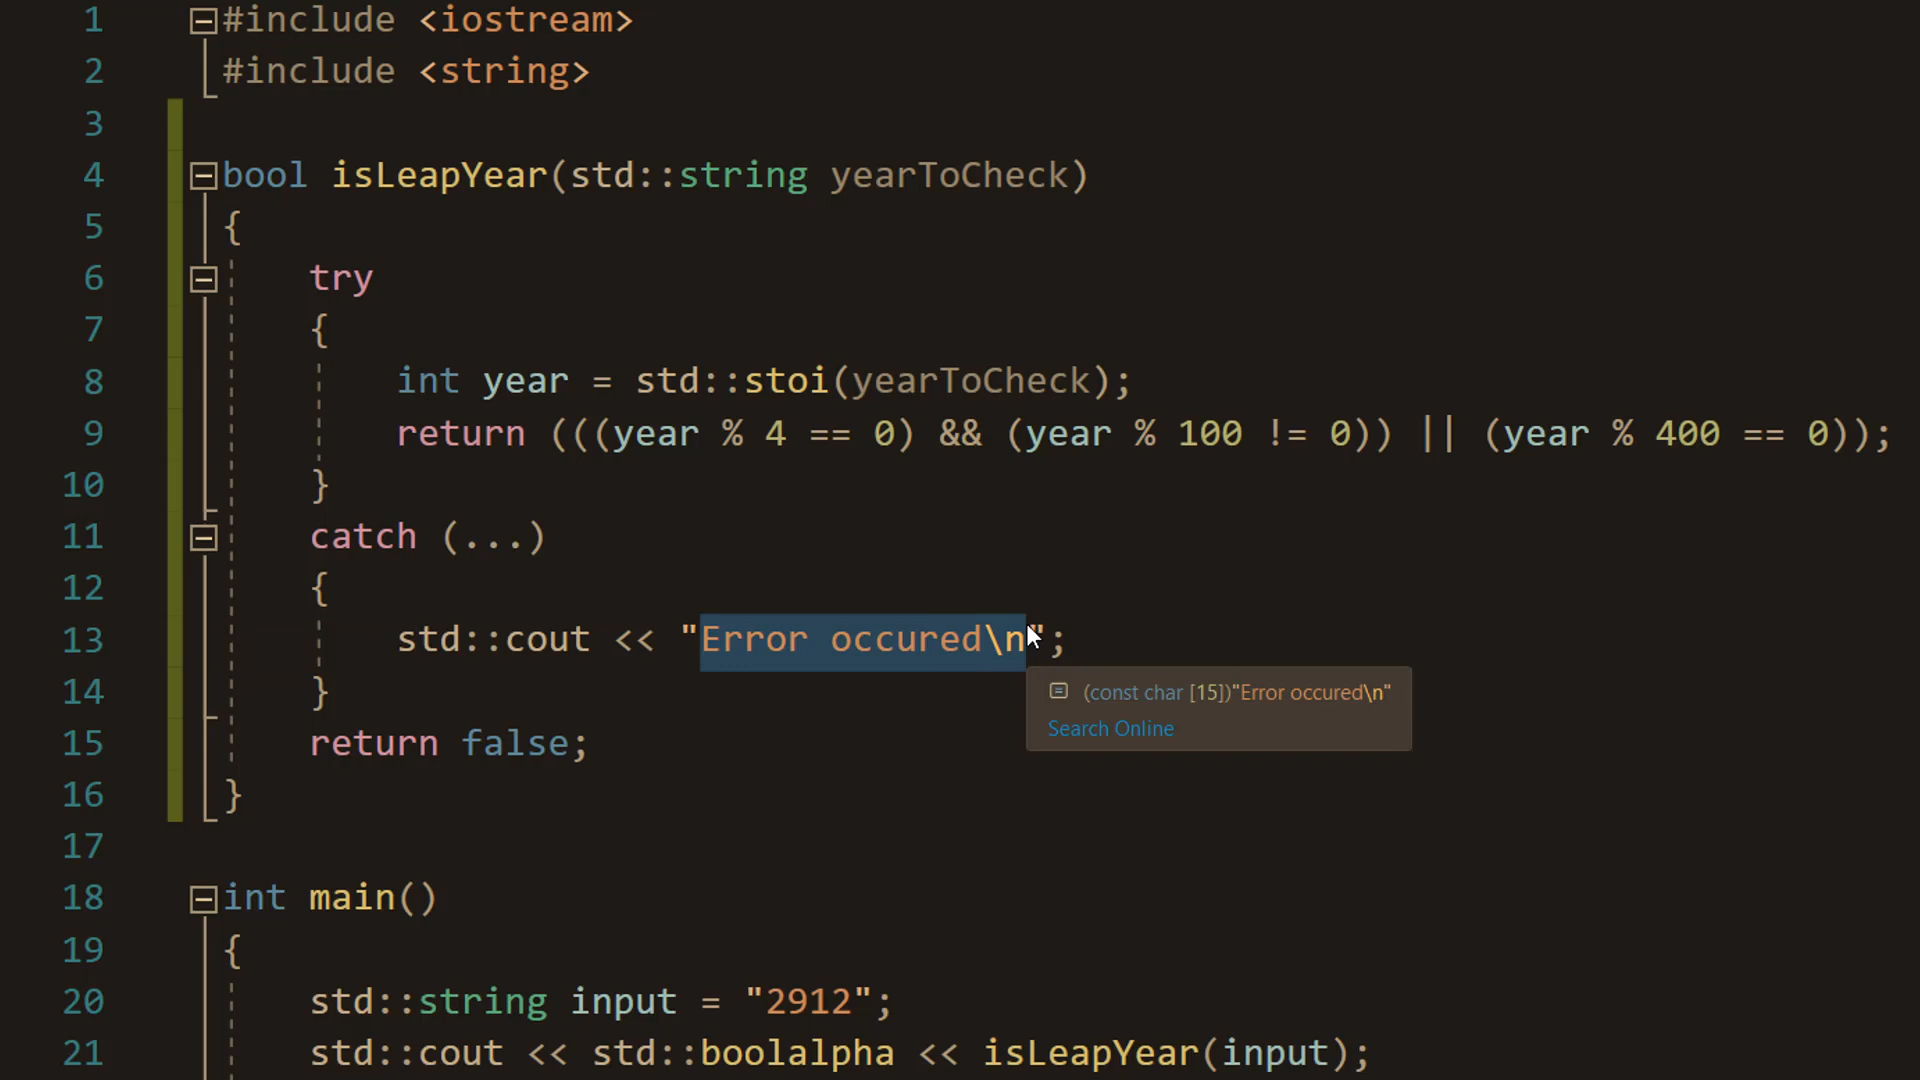 1 #include <iostream>
2 #include <string>
3
4 bool isLeapYear(std::string yearToCheck)
5 {
6 try
7 {
8 int year = std::stoi(yearToCheck);
9 return (((year % 4 == 0) && (year % 100 != 0)) || (year % 400 == 0));
10 }
11 catch (...)
12 {
13 std::cout << "Error occured\n";
(const char [15])"Error occured\n"
14 }
Search Online
15 return false;
16 }
17
18 int main()
19 {
20 std::string input = "2912";
21 std::cout << std::boolalpha << isLeapYear(input);